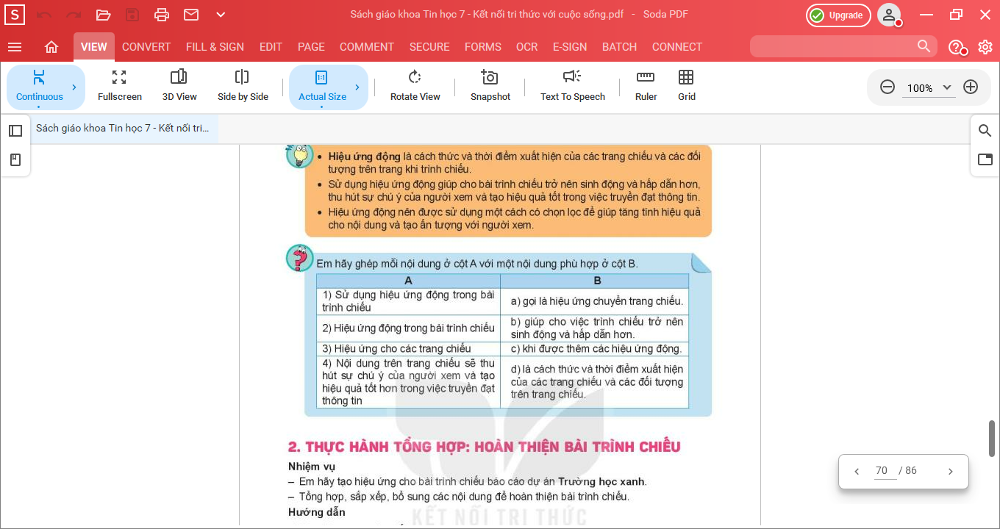 S
Sách giáo khoa Tin học 7 - Kết nối tri thức với cuộc sống.pdf - Soda PDF
Upgrade
VIEW CONVERT FILL & SIGN EDIT PAGE COMMENT SECURE FORMS OCR E-SIGN BATCH CONNECT
Continuous Fullscreen 3D View Side by Side Actual Size Rotate View Snapshot Text To Speech Ruler Grid 100%
Sách giáo khoa Tin học 7 - Kết nối tri...
• Hiệu ứng động là cách thức và thời điểm xuất hiện của các trang chiếu và các đối
tượng trên trang khi trình chiếu.
• Sử dụng hiệu ứng động giúp cho bài trình chiếu trở nên sinh động và hấp dẫn hơn,
thu hút sự chú ý của người xem và tạo hiệu quả tốt trong việc truyền đạt thông tin.
• Hiệu ứng động nên được sử dụng một cách có chọn lọc để giúp tăng tính hiệu quả
cho nội dung và tạo ấn tượng với người xem.
Em hãy ghép mỗi nội dung ở cột A với một nội dung phù hợp ở cột B.
A B
1) Sử dụng hiệu ứng động trong bài
trình chiếu
a) gọi là hiệu ứng chuyển trang chiếu.
2) Hiệu ứng động trong bài trình chiếu
b) giúp cho việc trình chiếu trở nên
sinh động và hấp dẫn hơn.
3) Hiệu ứng cho các trang chiếu
c) khi được thêm các hiệu ứng động.
4) Nội dung trên trang chiếu sẽ thu
hút sự chú ý của người xem và tạo
hiệu quả tốt hơn trong việc truyền đạt
thông tin
d) là cách thức và thời điểm xuất hiện
của các trang chiếu và các đối tượng
trên trang chiếu.
2. THỰC HÀNH TỔNG HỢP: HOÀN THIỆN BÀI TRÌNH CHIẾU
Nhiệm vụ
– Em hãy tạo hiệu ứng cho bài trình chiếu báo cáo dự án Trường học xanh.
– Tổng hợp, sắp xếp, bổ sung các nội dung để hoàn thiện bài trình chiếu.
Hướng dẫn
KẾT NỐI TRI THỨC
70 / 86